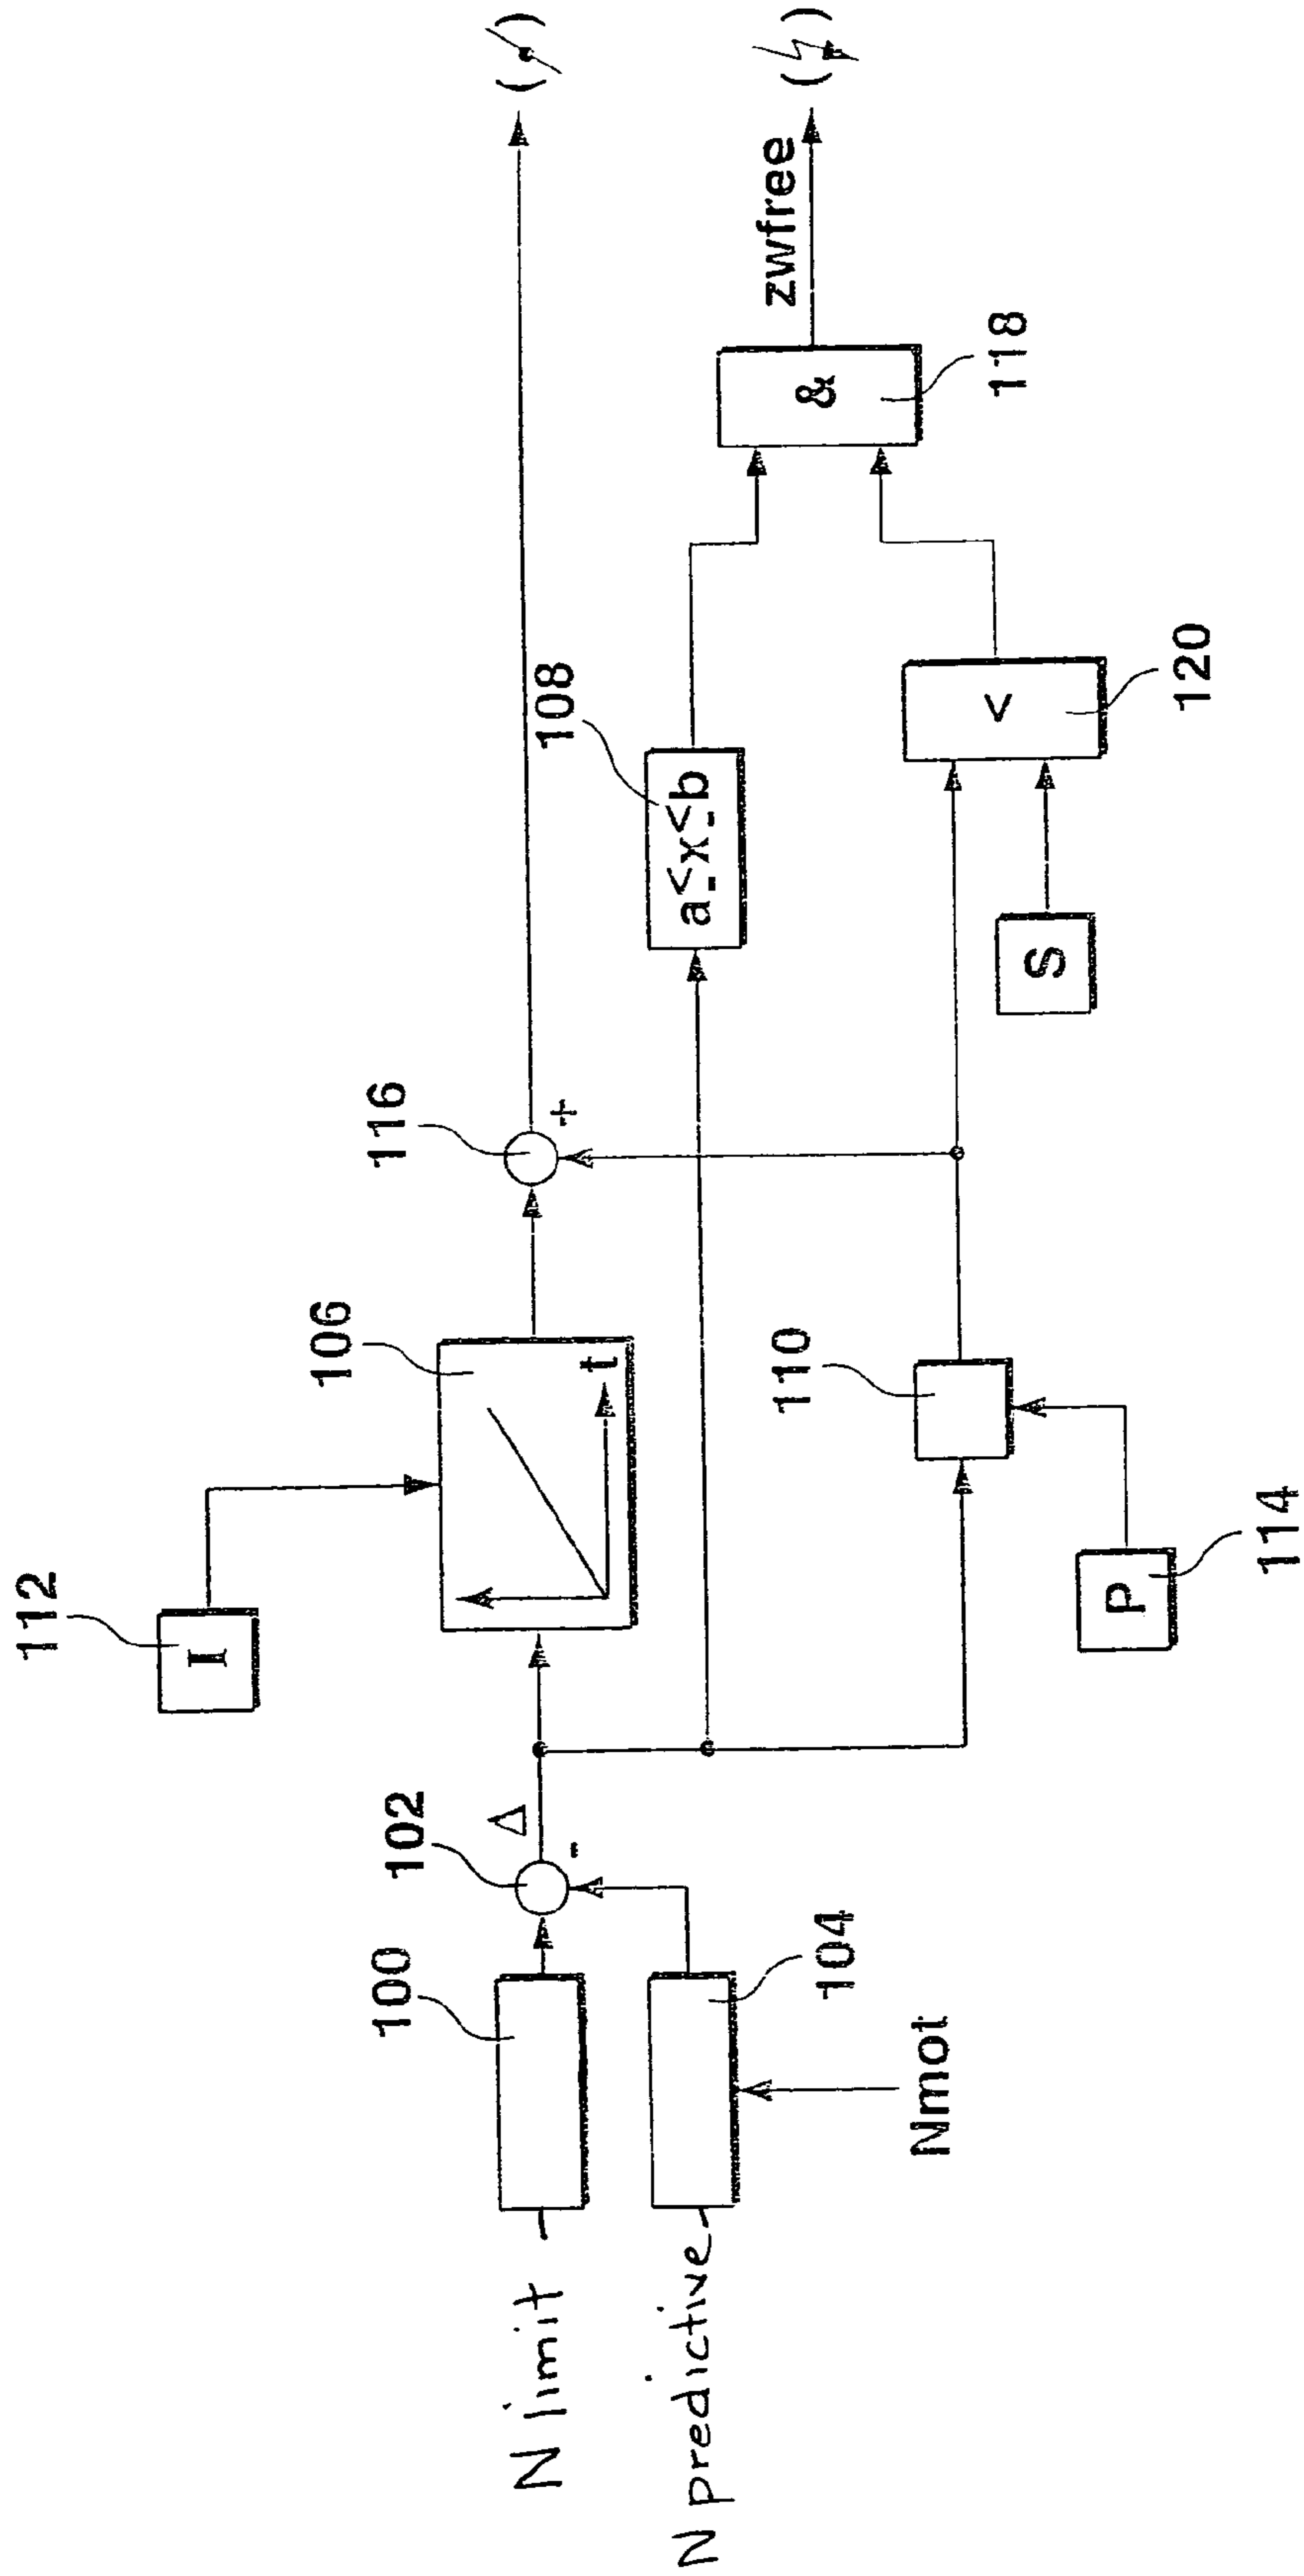 N limit
N predictive
Nmot
100
104
102
Δ
-
112
I
106
t
P
114
110
116
+
S
a≤x≤b
108
<
120
&
118
zwfree